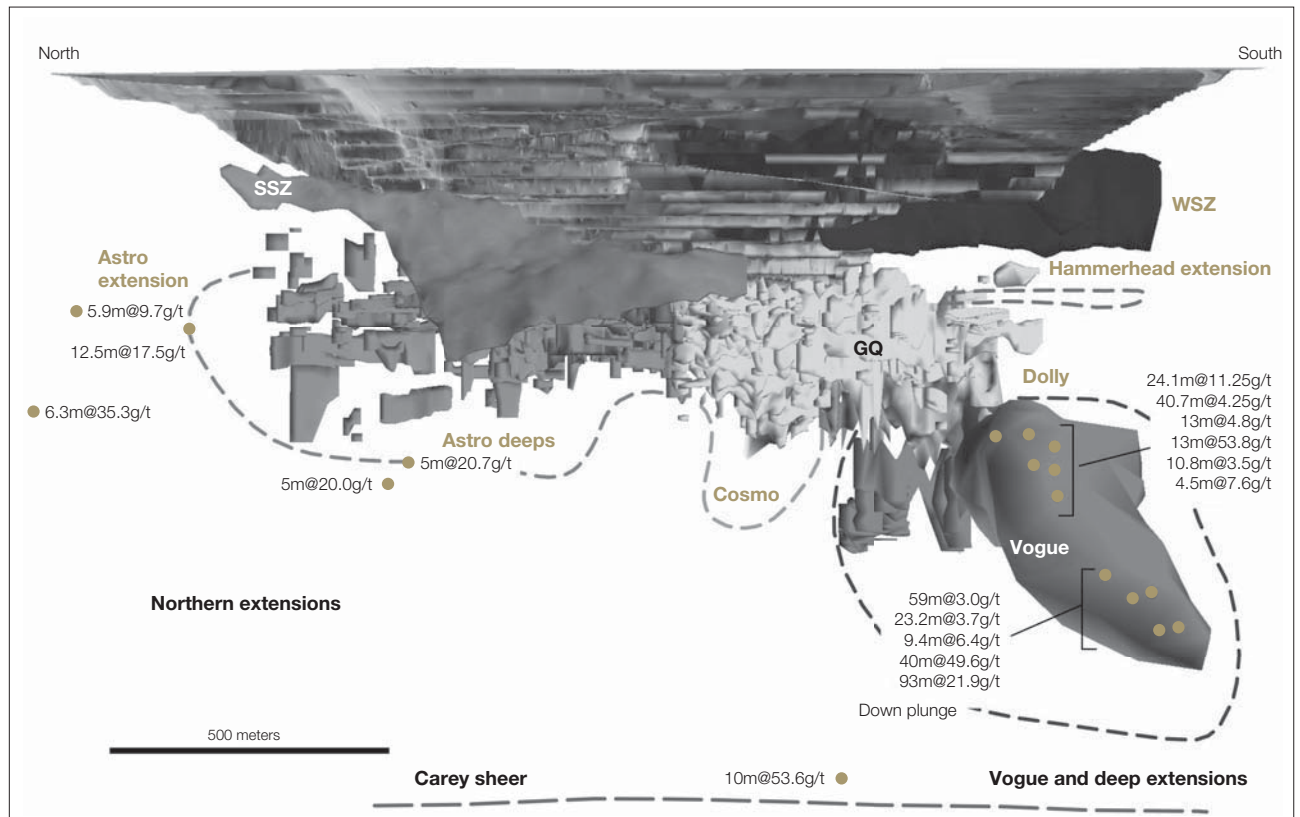 North
South
SSZ
WSZ
Astro
extension
Hammerhead extension
5.9m@9.7g/t
12.5m@17.5g/t
GQ
Dolly
24.1m@11.25g/t
40.7m@4.25g/t
13m@4.8g/t
13m@53.8g/t
10.8m@3.5g/t
4.5m@7.6g/t
6.3m@35.3g/t
Astro deeps
5m@20.7g/t
5m@20.0g/t
Cosmo
Vogue
Northern extensions
59m@3.0g/t
23.2m@3.7g/t
9.4m@6.4g/t
40m@49.6g/t
93m@21.9g/t
Down plunge
500 meters
Carey sheer
10m@53.6g/t
Vogue and deep extensions